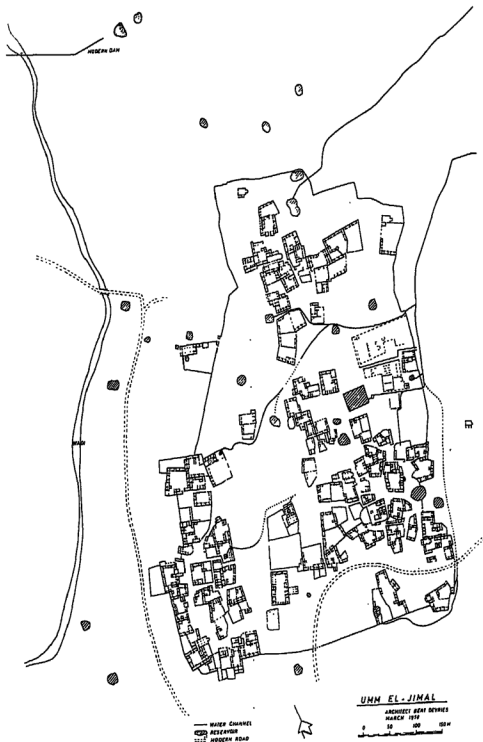 MODERN DAM
WADI
WATER CHANNEL
RESERVOIR
MODERN ROAD
UMM EL-JIMAL
ARCHITECT BERT DEVRIES
MARCH 1978
0 50 100 150 M